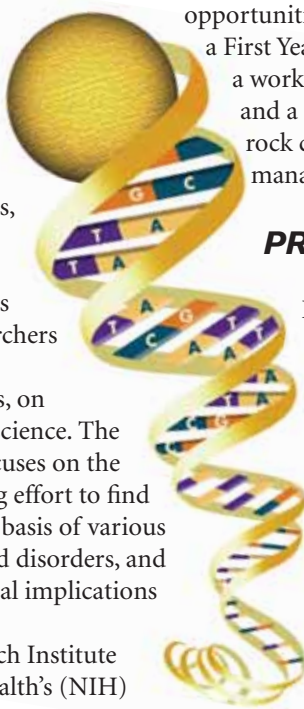 s,
s
rchers
s, on
cience. The
uses on the
g effort to find
basis of various
d disorders, and
al implications
ch Institute
alth's (NIH)
G C
T A
T A
T A G T T
C A A
opportuniti
a First Yea
a work
and a
rock c
mana
PR